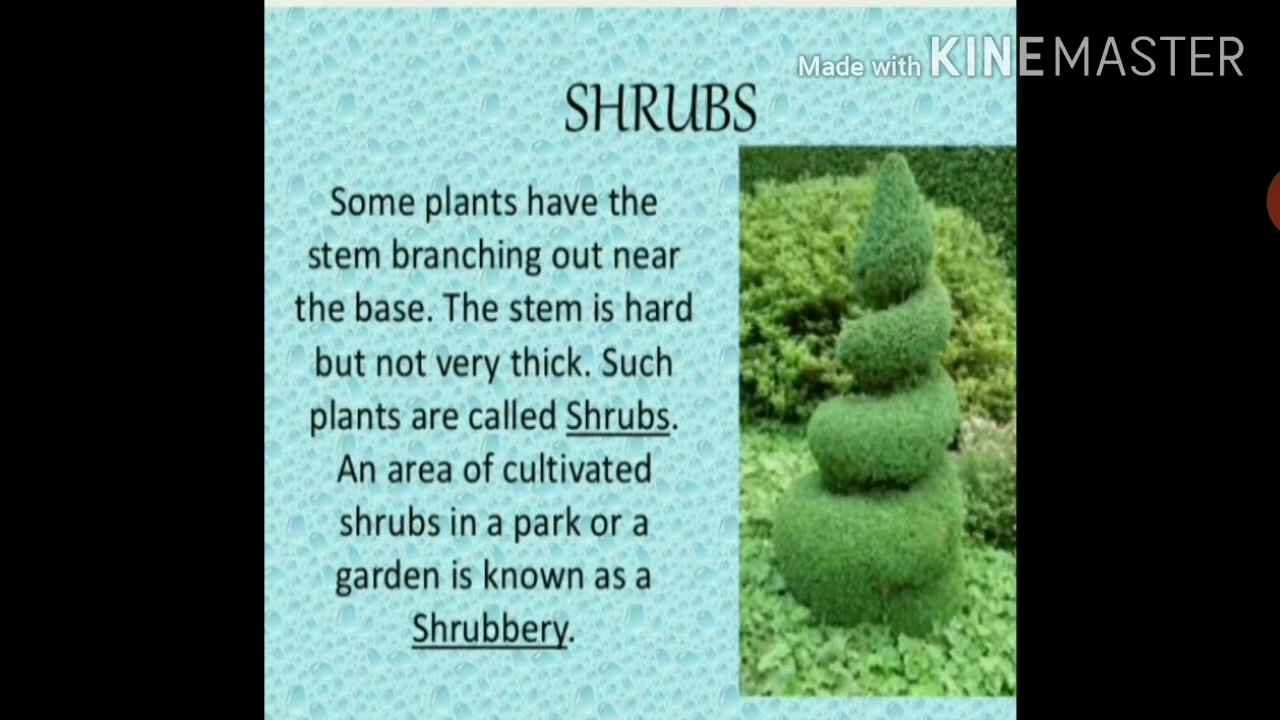 Made with KINEMASTER
SHRUBS
Some plants have the
stem branching out near
the base. The stem is hard
but not very thick. Such
plants are called Shrubs.
An area of cultivated
shrubs in a park or a
garden is known as a
Shrubbery.